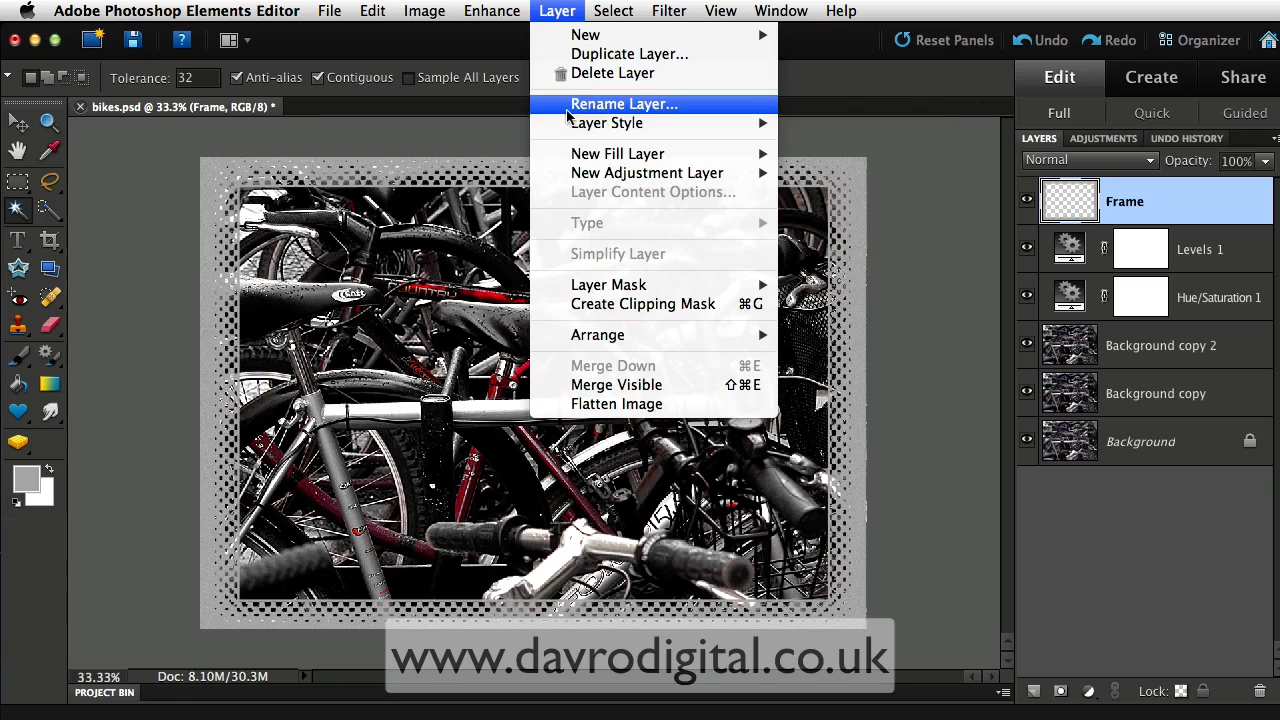 Adobe Photoshop Elements Editor File Edit Image Enhance Layer Select Filter View Window Help
Reset Panels Undo Redo Organizer
Tolerance: 32 Anti-alias Contiguous Sample All Layers
bikes.psd @ 33.3% (Frame, RGB/8) *
New
Duplicate Layer...
Delete Layer
Rename Layer...
Layer Style
New Fill Layer
New Adjustment Layer
Layer Content Options...
Type
Simplify Layer
Layer Mask
Create Clipping Mask ⌘G
Arrange
Merge Down ⌘E
Merge Visible ⇧⌘E
Flatten Image
Edit Create Share
Full Quick Guided
LAYERS ADJUSTMENTS UNDO HISTORY
Normal Opacity: 100%
Frame
Levels 1
Hue/Saturation 1
Background copy 2
Background copy
Background
Lock:
33.33% Doc: 8.10M/30.3M
PROJECT BIN
www.davrodigital.co.uk